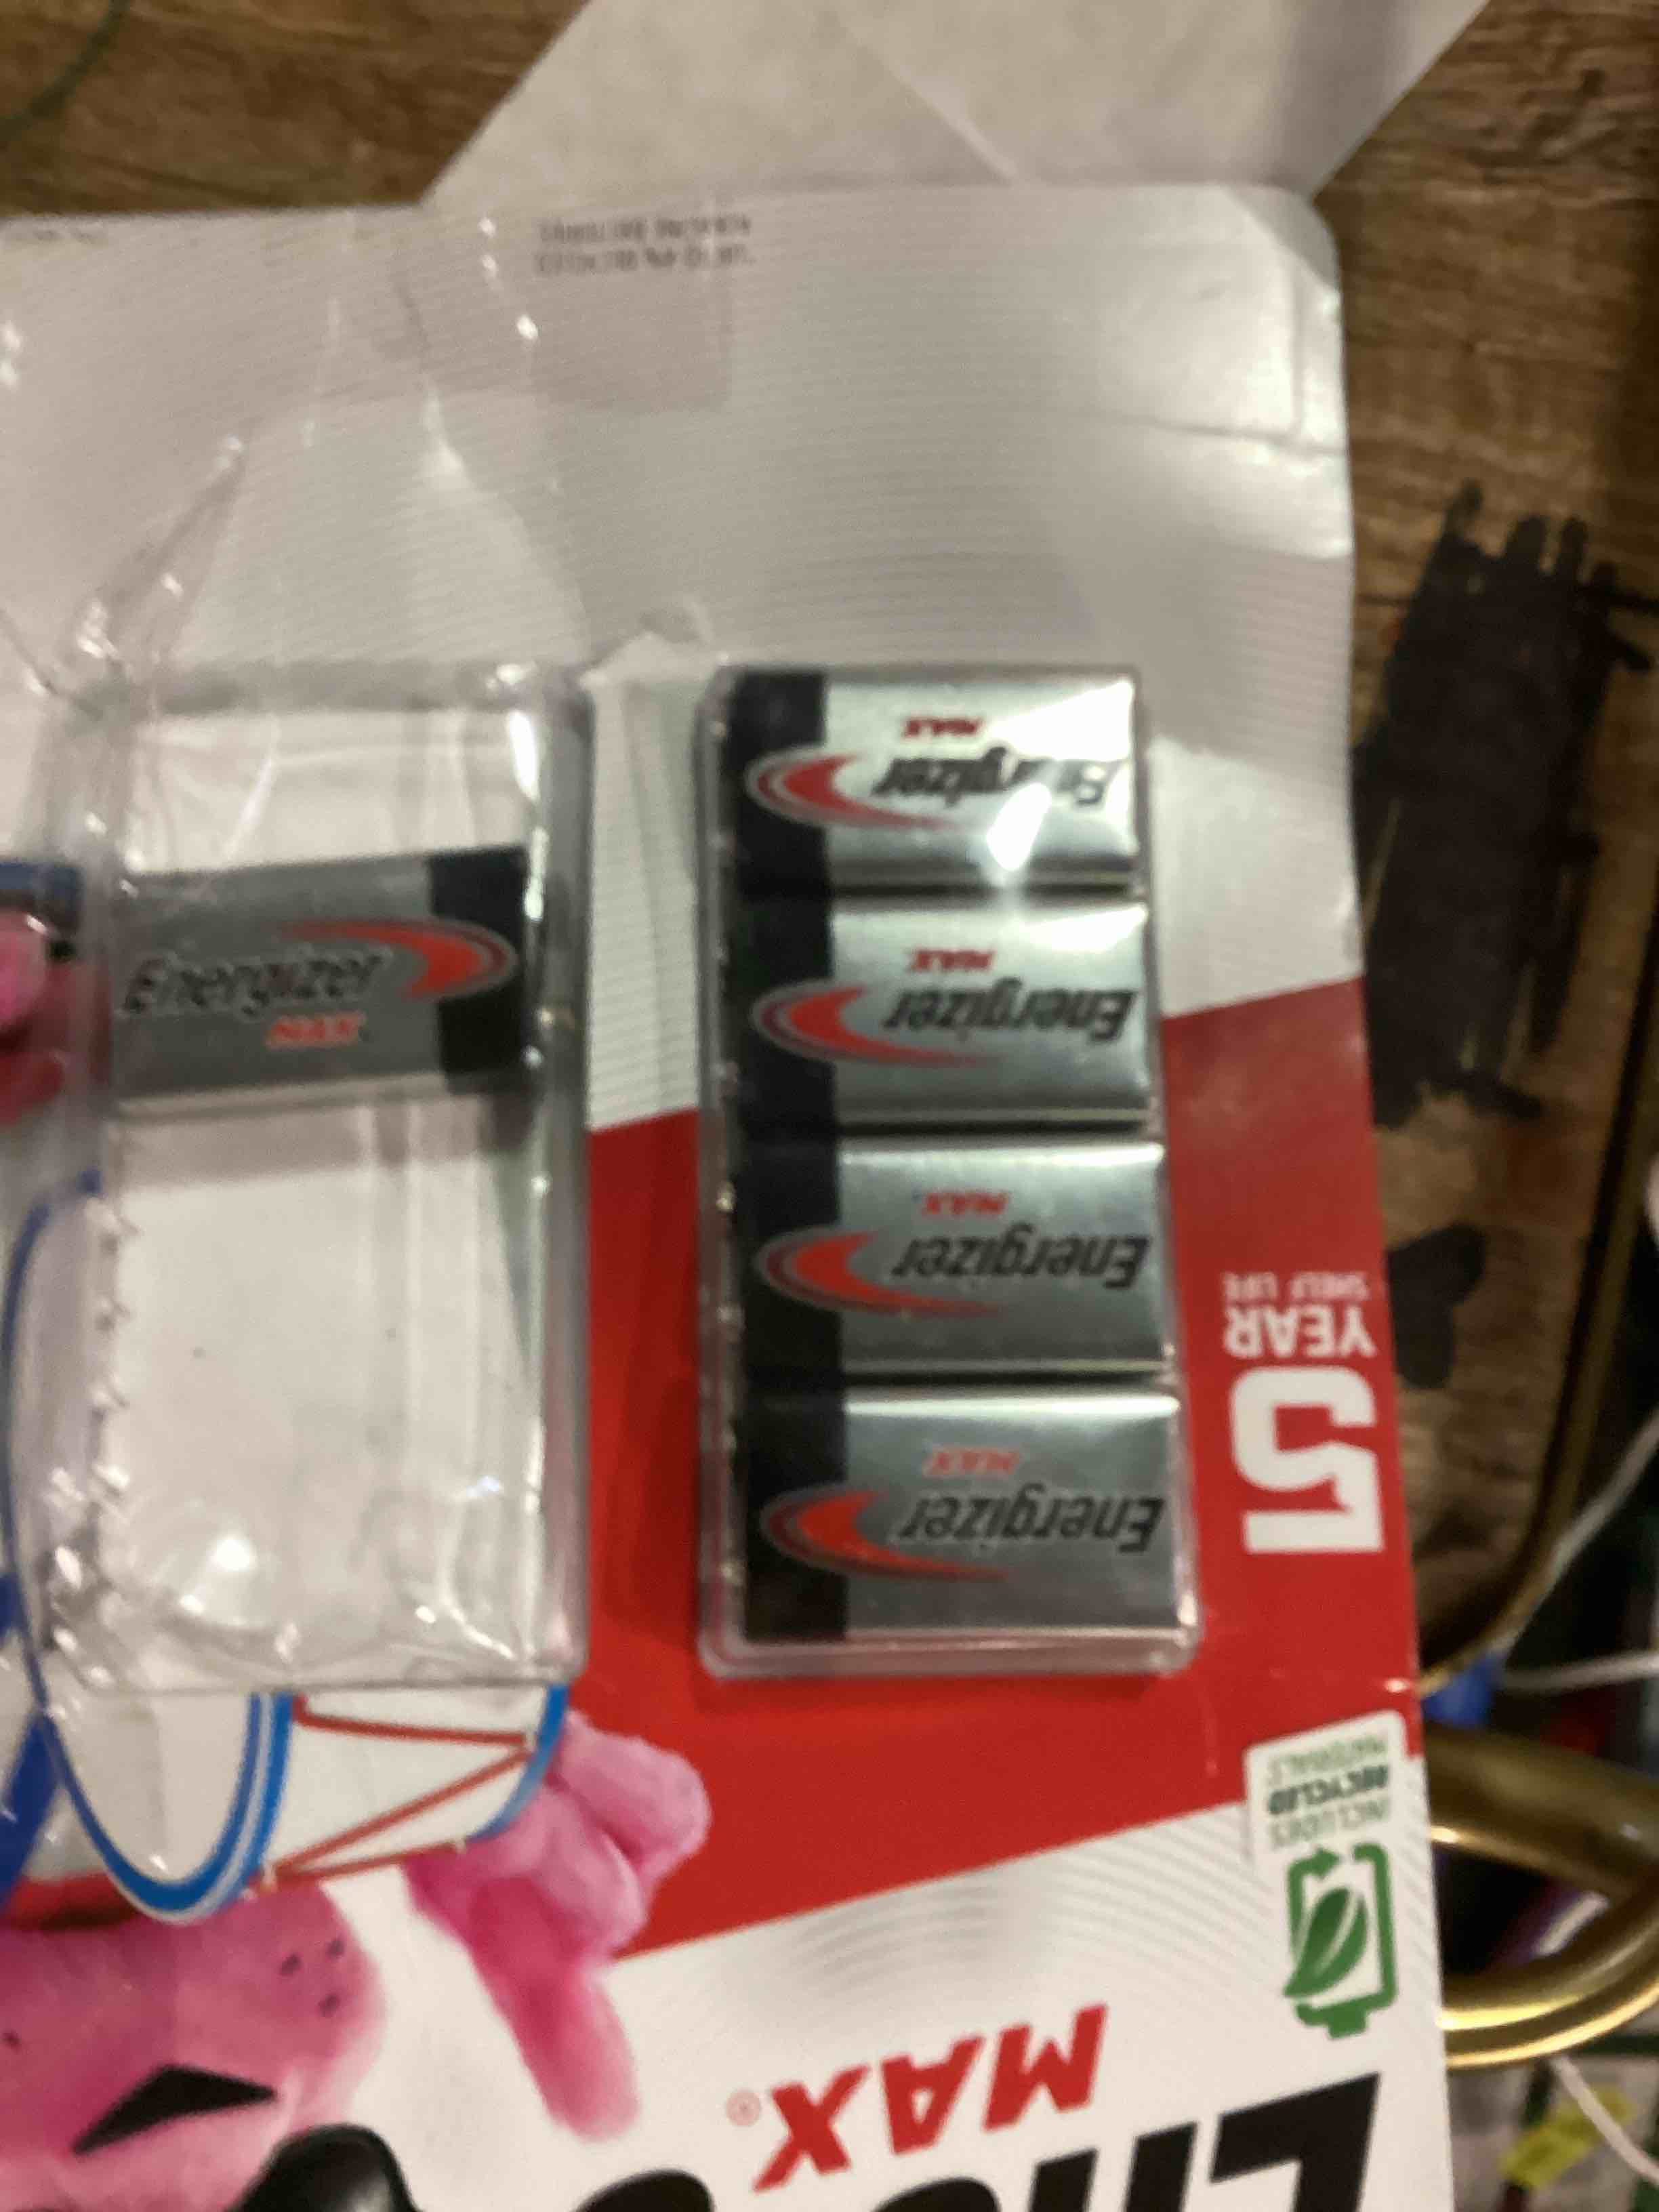 Energizer
MAX
Energizer
MAX
Energizer
MAX
Energizer
MAX
Energizer
MAX
5
YEAR
SHELF LIFE
INCLUDES
RECYCLED
MATERIALS
MAX®